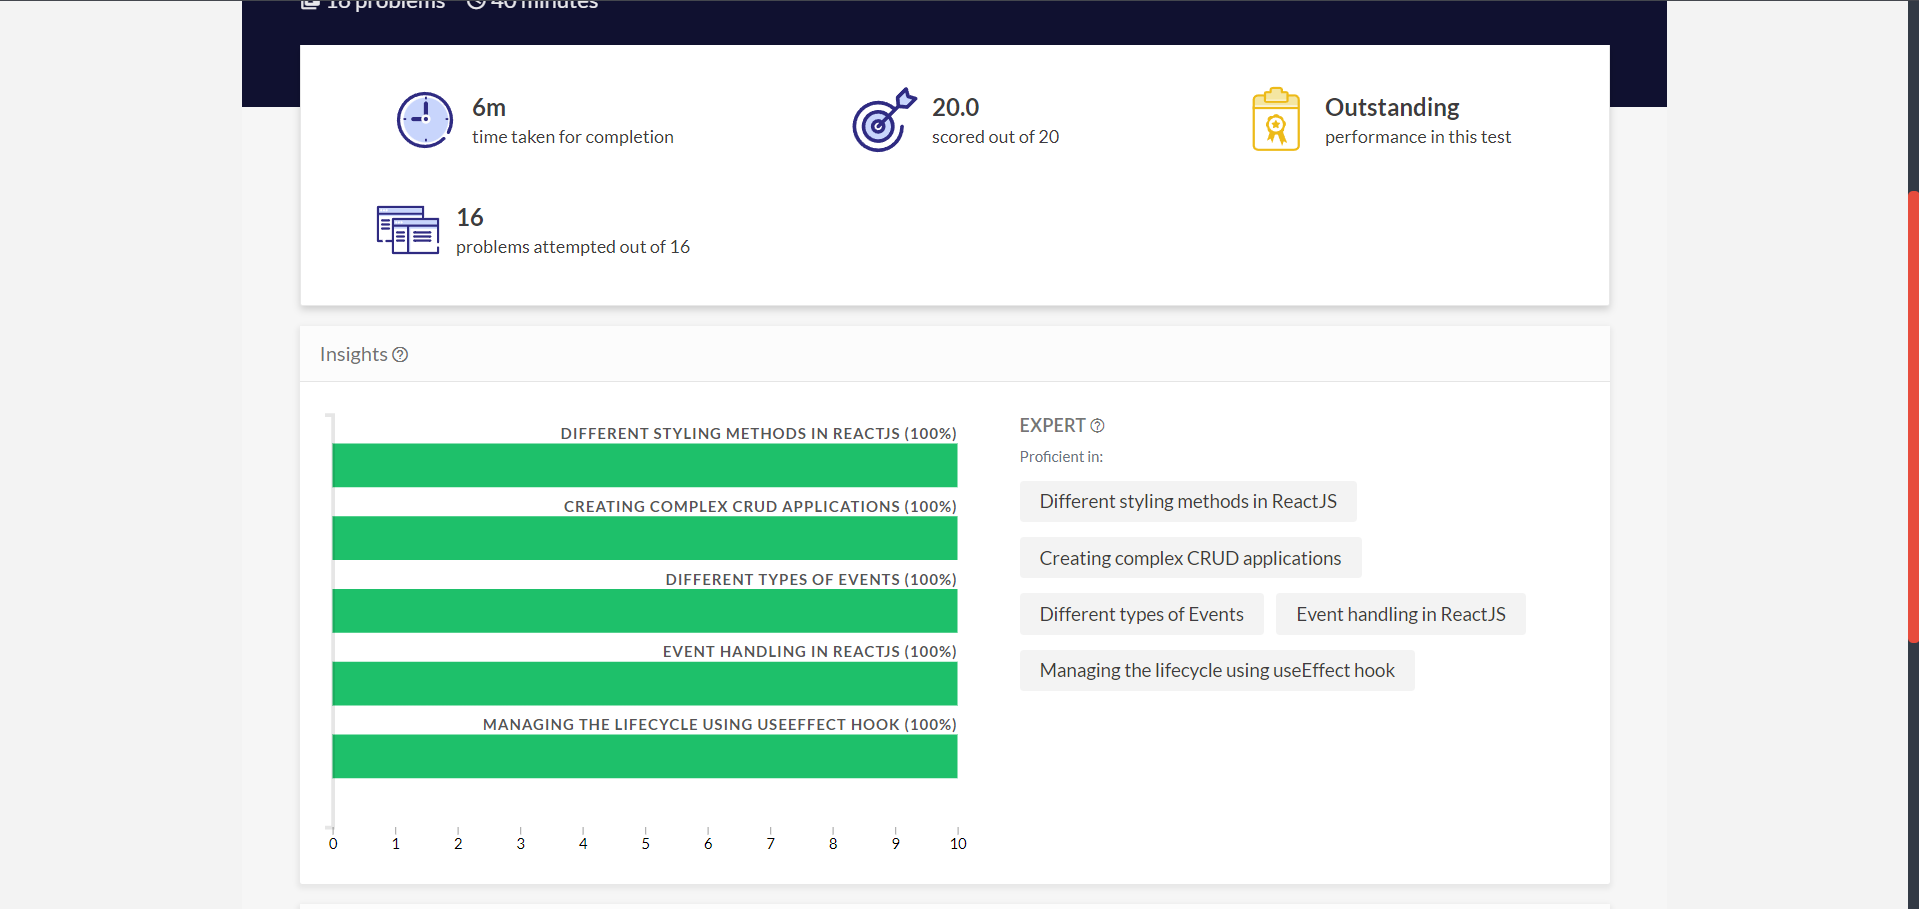 problems
40 minutes
6m
time taken for completion
20.0
scored out of 20
Outstanding
performance in this test
16
problems attempted out of 16
Insights
DIFFERENT STYLING METHODS IN REACTJS (100%)
CREATING COMPLEX CRUD APPLICATIONS (100%)
DIFFERENT TYPES OF EVENTS (100%)
EVENT HANDLING IN REACTJS (100%)
MANAGING THE LIFECYCLE USING USEEFFECT HOOK (100%)
0 1 2 3 4 5 6 7 8 9 10
EXPERT
Proficient in:
Different styling methods in ReactJS
Creating complex CRUD applications
Different types of Events
Event handling in ReactJS
Managing the lifecycle using useEffect hook